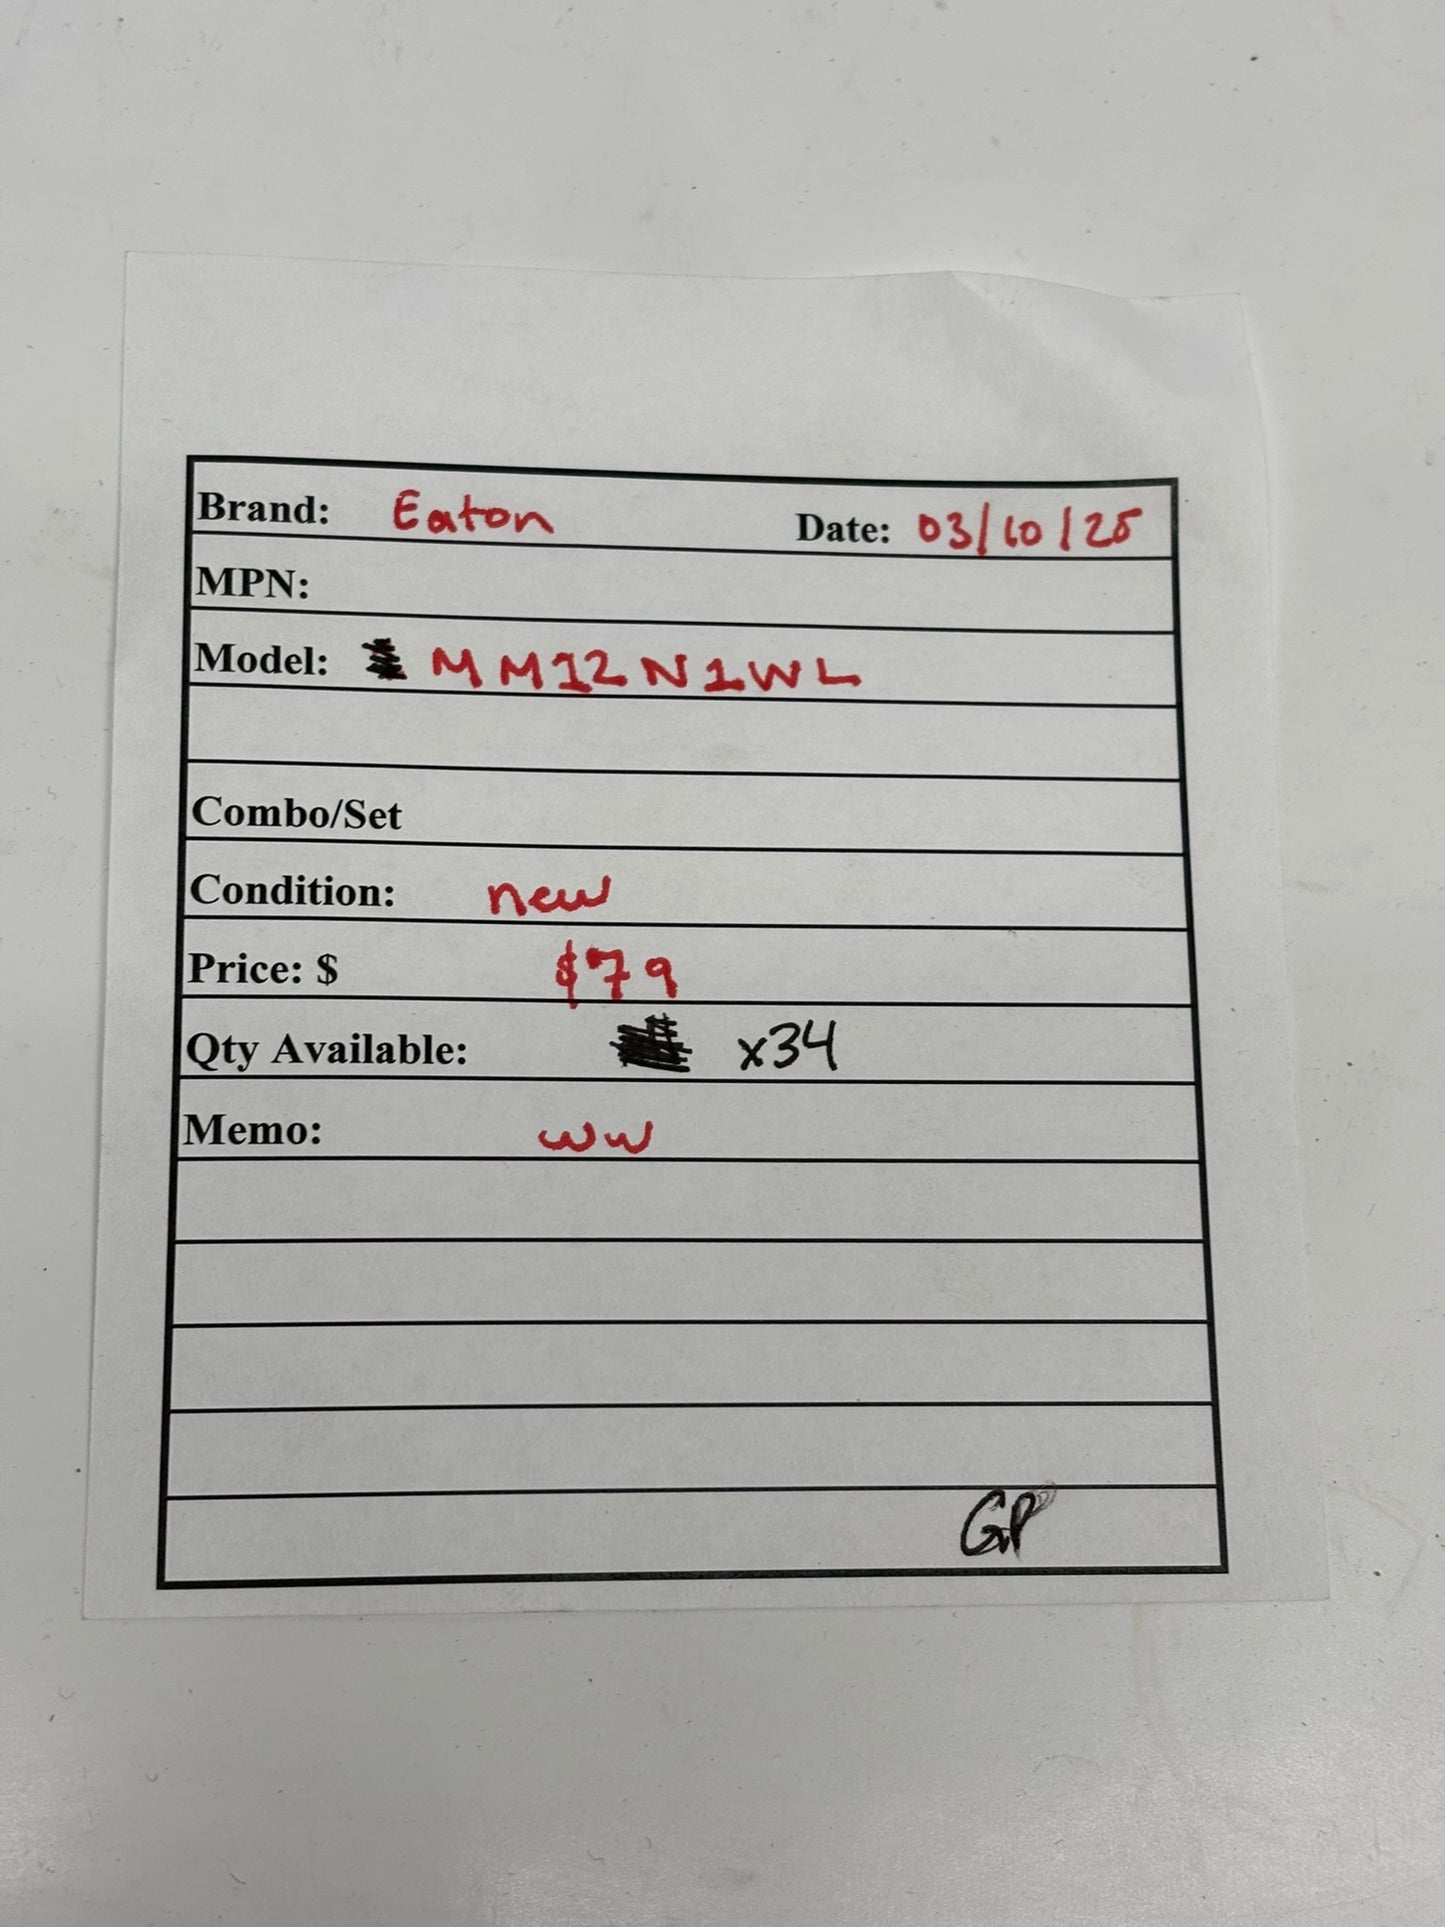 Brand: Eaton Date: 03/10/25
MPN:
Model: MM12N1WL
Combo/Set
Condition: new
Price: $ $79
Qty Available: x34
Memo: ww
GP